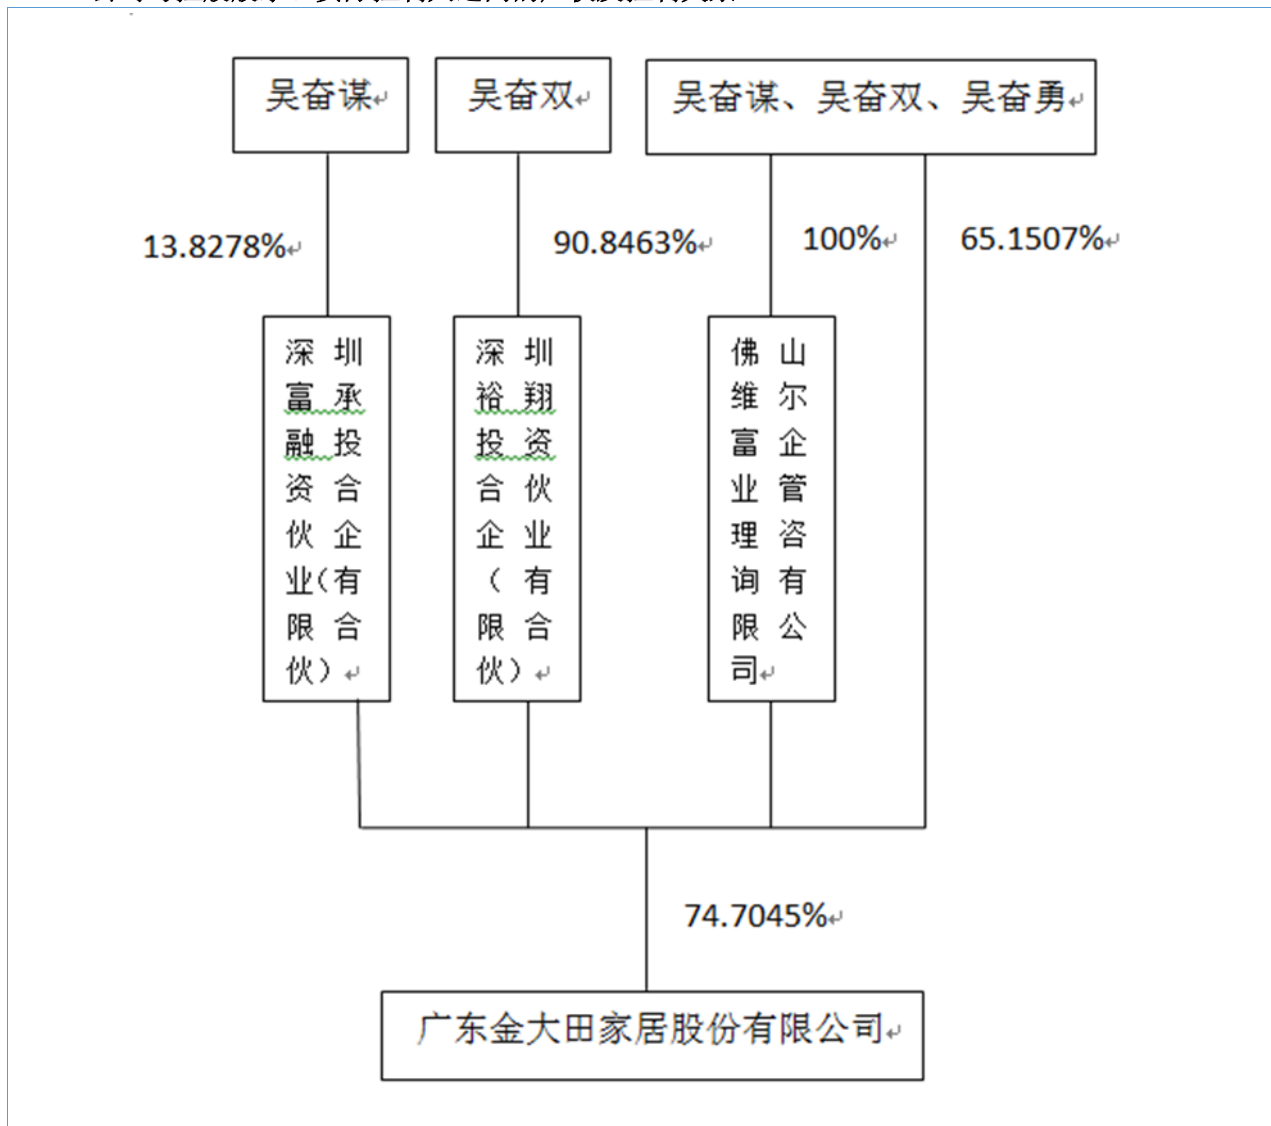 吴奋谋
吴奋双
吴奋谋、吴奋双、吴奋勇
13.8278%
90.8463%
100%
65.1507%
深圳
富承
融投
资合
伙企
业(有
限合
伙)
深圳
裕翔
投资
合伙
企业
(有
限合
伙)
佛山
维尔
富企
业管
理咨
询有
限公
司
74.7045%
广东金大田家居股份有限公司